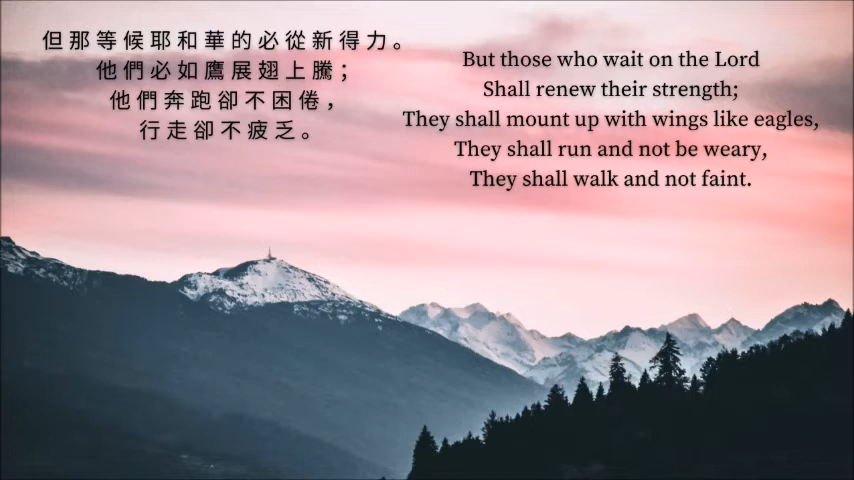 但那等候耶和華的必從新得力。
他們必如鷹展翅上騰；
他們奔跑卻不困倦，
行走卻不疲乏。
But those who wait on the Lord
Shall renew their strength;
They shall mount up with wings like eagles,
They shall run and not be weary,
They shall walk and not faint.